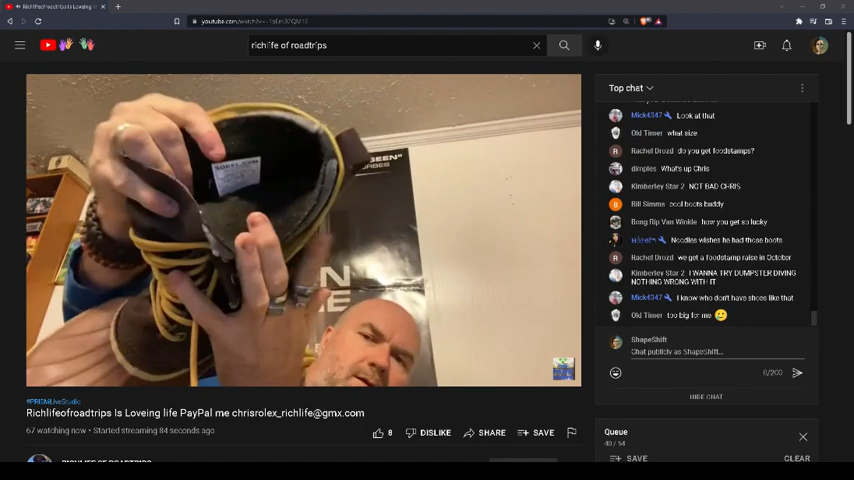 RichlifeofroadtripsIs Loveing
youtube.com/watch?v=
richlife of roadtrips
Top chat
Mick4347 Look at that
Old Timer what size
Rachel Drozd do you get foodstamps?
dimples What's up Chris
Kimberley Star 2 NOT BAD CHRIS
Bill Simms cool boots buddy
Bong Rip Van Winkle how you get so lucky
Noodles wishes he had those boots
Rachel Drozd we get a foodstamp raise in October
Kimberley Star 2 I WANNA TRY DUMPSTER DIVING
NOTHING WRONG WITH IT
Mick4347 I know who don't have shoes like that
Old Timer too big for me
ShapeShift
Chat publicly as ShapeShift...
0/200
HIDE CHAT
SOREL.COM
#PRISMLiveStudio
Richlifeofroadtrips Is Loveing life PayPal me chrisrolex_richlife@gmx.com
67 watching now • Started streaming 84 seconds ago
8 DISLIKE SHARE SAVE
Queue
SAVE CLEAR
RICHLIFE OF ROADTRIPS